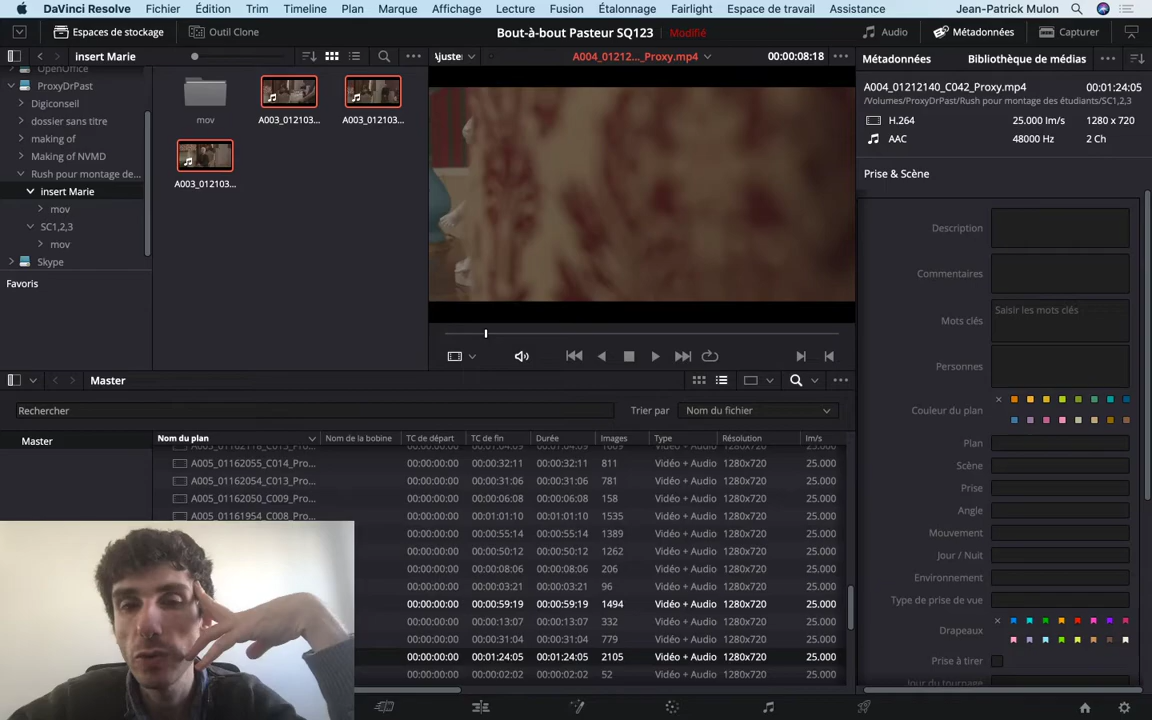 DaVinci Resolve Fichier Édition Trim Timeline Plan Marque Affichage Lecture Fusion Étalonnage Fairlight Espace de travail Assistance Jean-Patrick Mulon
Espaces de stockage Outil Clone Bout-à-bout Pasteur SQ123 Modifié Audio Métadonnées Capturer
insert Marie Ajuste A004_01212..._Proxy.mp4 00:00:08:18 Métadonnées Bibliothèque de médias
OpenOffice
ProxyDrPast
Digiconseil
dossier sans titre
making of
Making of NVMD
Rush pour montage de...
insert Marie
mov
SC1,2,3
mov
Skype
Favoris
mov A003_012103... A003_012103...
A003_012103...
A004_01212140_C042_Proxy.mp4 00:01:24:05
/Volumes/ProxyDrPast/Rush pour montage des étudiants/SC1,2,3
H.264 25.000 Im/s 1280 x 720
AAC 48000 Hz 2 Ch
Prise & Scène
Description
Commentaires
Mots clés Saisir les mots clés
Personnes
Couleur du plan
Plan
Scène
Prise
Angle
Mouvement
Jour / Nuit
Environnement
Type de prise de vue
Drapeaux
Prise à tirer
Jour du tournage
Master
Rechercher Trier par Nom du fichier
Master
Nom du plan Nom de la bobine TC de départ TC de fin Durée Images Type Résolution Im/s
A005_01162055_C014_Pro... 00:00:00:00 00:00:32:11 00:00:32:11 811 Vidéo + Audio 1280x720 25.000
A005_01162054_C013_Pro... 00:00:00:00 00:00:31:06 00:00:31:06 781 Vidéo + Audio 1280x720 25.000
A005_01162050_C009_Pro... 00:00:00:00 00:00:06:08 00:00:06:08 158 Vidéo + Audio 1280x720 25.000
A005_01161954_C008_Pro... 00:00:00:00 00:01:01:10 00:01:01:10 1535 Vidéo + Audio 1280x720 25.000
00:00:00:00 00:00:55:14 00:00:55:14 1389 Vidéo + Audio 1280x720 25.000
00:00:00:00 00:00:50:12 00:00:50:12 1262 Vidéo + Audio 1280x720 25.000
00:00:00:00 00:00:08:06 00:00:08:06 206 Vidéo + Audio 1280x720 25.000
00:00:00:00 00:00:03:21 00:00:03:21 96 Vidéo + Audio 1280x720 25.000
00:00:00:00 00:00:59:19 00:00:59:19 1494 Vidéo + Audio 1280x720 25.000
00:00:00:00 00:00:13:07 00:00:13:07 332 Vidéo + Audio 1280x720 25.000
00:00:00:00 00:00:31:04 00:00:31:04 779 Vidéo + Audio 1280x720 25.000
00:00:00:00 00:01:24:05 00:01:24:05 2105 Vidéo + Audio 1280x720 25.000
00:00:00:00 00:00:02:02 00:00:02:02 52 Vidéo + Audio 1280x720 25.000